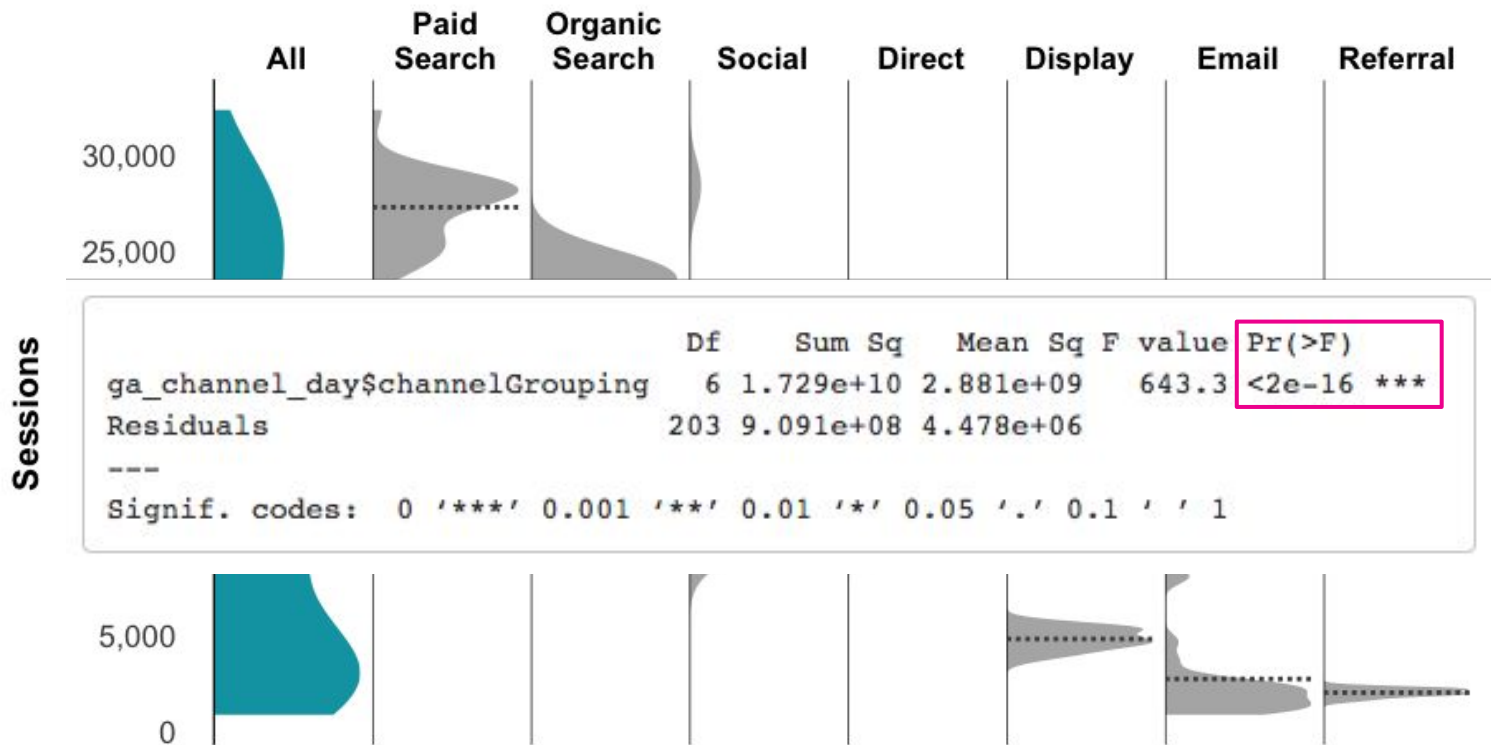 All
Paid Search
Organic Search
Social
Direct
Display
Email
Referral
30,000
25,000
Sessions
Df Sum Sq Mean Sq F value Pr(>F)
ga_channel_day$channelGrouping 6 1.729e+10 2.881e+09 643.3 <2e-16 ***
Residuals 203 9.091e+08 4.478e+06
---
Signif. codes: 0 ‘***’ 0.001 ‘**’ 0.01 ‘*’ 0.05 ‘.’ 0.1 ‘ ’ 1
5,000
0